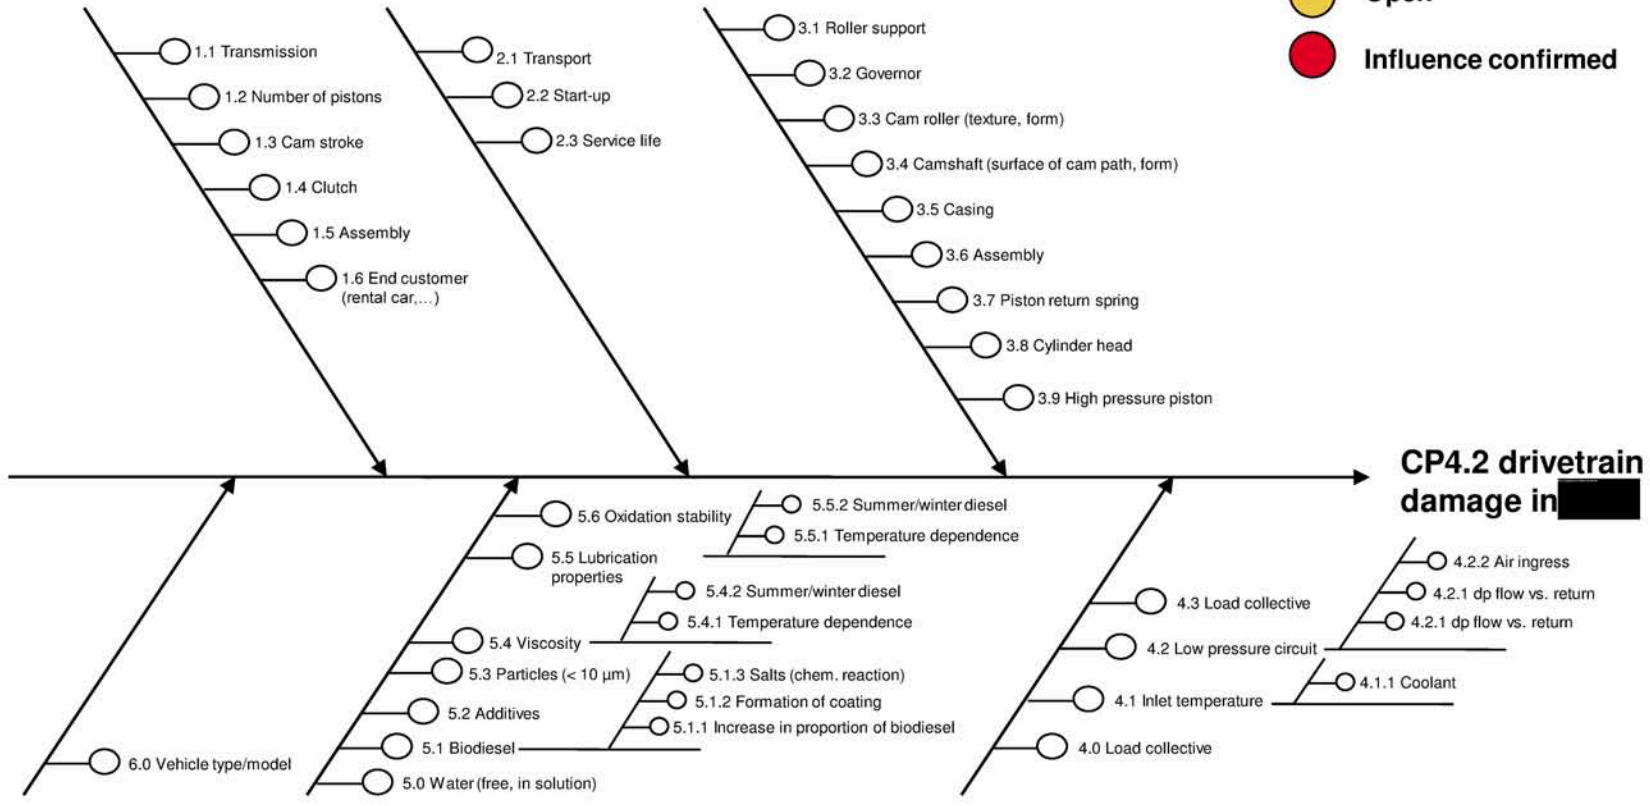 Open
Influence confirmed
1.1 Transmission
1.2 Number of pistons
1.3 Cam stroke
1.4 Clutch
1.5 Assembly
1.6 End customer
(rental car,...)
2.1 Transport
2.2 Start-up
2.3 Service life
3.1 Roller support
3.2 Governor
3.3 Cam roller (texture, form)
3.4 Camshaft (surface of cam path, form)
3.5 Casing
3.6 Assembly
3.7 Piston return spring
3.8 Cylinder head
3.9 High pressure piston
CP4.2 drivetrain
damage in
6.0 Vehicle type/model
5.6 Oxidation stability
5.5 Lubrication
properties
5.5.2 Summer/winter diesel
5.5.1 Temperature dependence
5.4.2 Summer/winter diesel
5.4.1 Temperature dependence
5.4 Viscosity
5.3 Particles (< 10 µm)
5.2 Additives
5.1 Biodiesel
5.1.3 Salts (chem. reaction)
5.1.2 Formation of coating
5.1.1 Increase in proportion of biodiesel
5.0 Water (free, in solution)
4.3 Load collective
4.2 Low pressure circuit
4.1 Inlet temperature
4.0 Load collective
4.2.2 Air ingress
4.2.1 dp flow vs. return
4.2.1 dp flow vs. return
4.1.1 Coolant